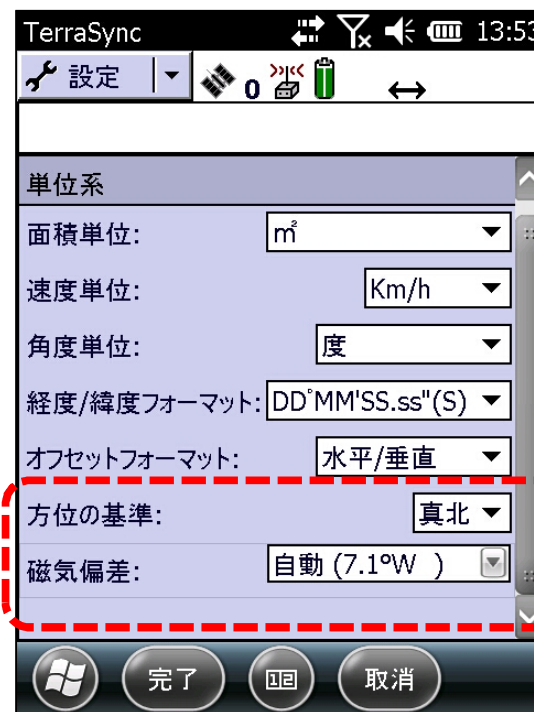 TerraSync 13:53
設定 0
単位系
面積単位: ㎡
速度単位: Km/h
角度単位: 度
経度/緯度フォーマット: DD°MM'SS.ss"(S)
オフセットフォーマット: 水平/垂直
方位の基準: 真北
磁気偏差: 自動 (7.1ºW )
完了 12 取消